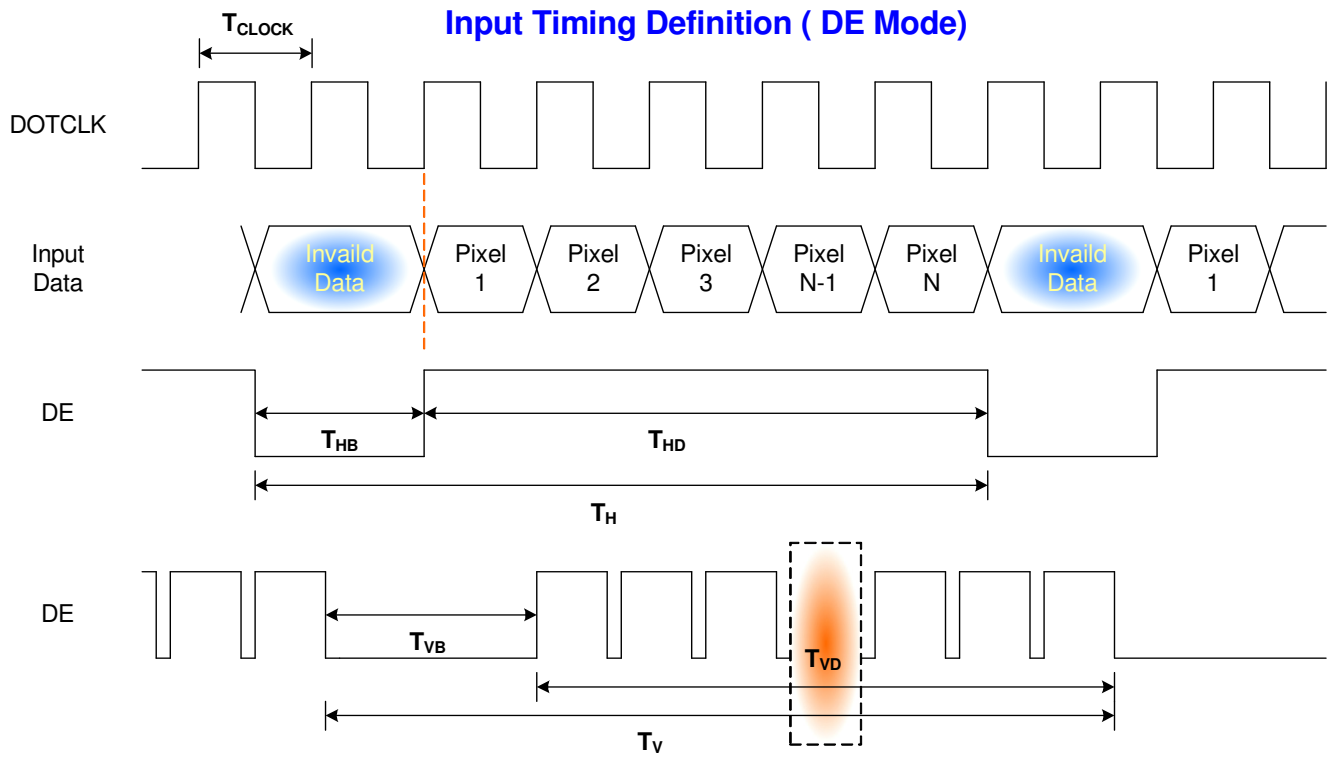 Input Timing Definition ( DE Mode)
TCLOCK
DOTCLK
Input
Data
Invaild
Data
Pixel
1
Pixel
2
Pixel
3
Pixel
N-1
Pixel
N
Invaild
Data
Pixel
1
DE
THB
THD
TH
DE
TVB
TVD
TV